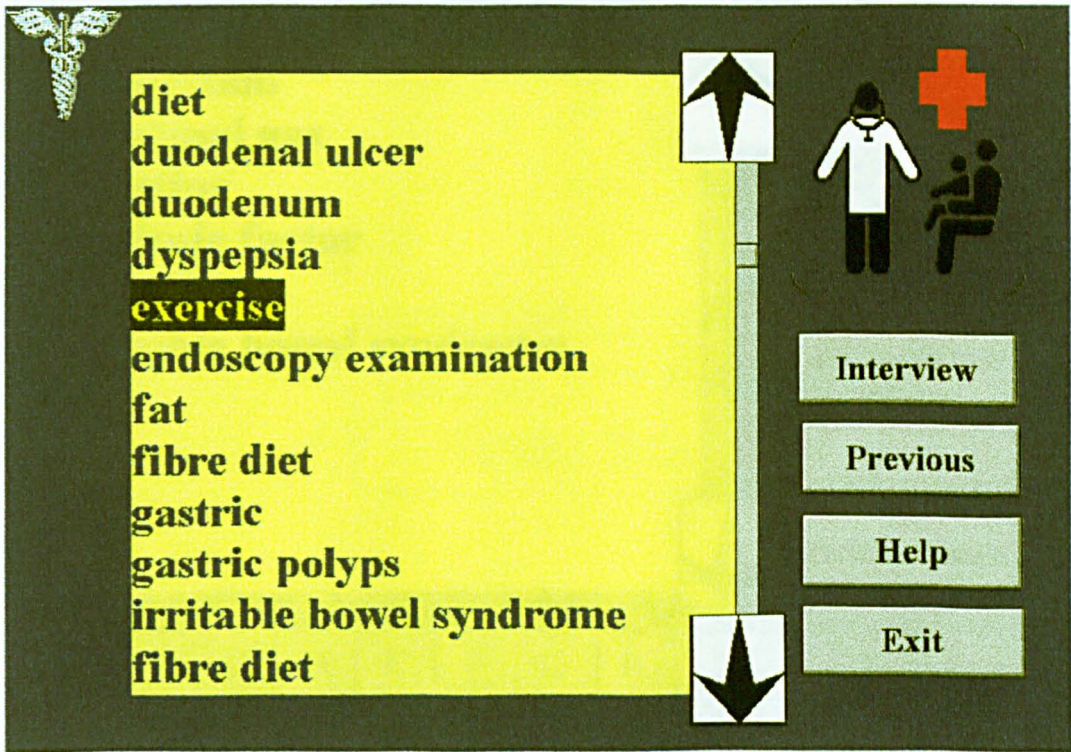 diet
duodenal ulcer
duodenum
dyspepsia
exercise
endoscopy examination
fat
fibre diet
gastric
gastric polyps
irritable bowel syndrome
fibre diet
Interview
Previous
Help
Exit